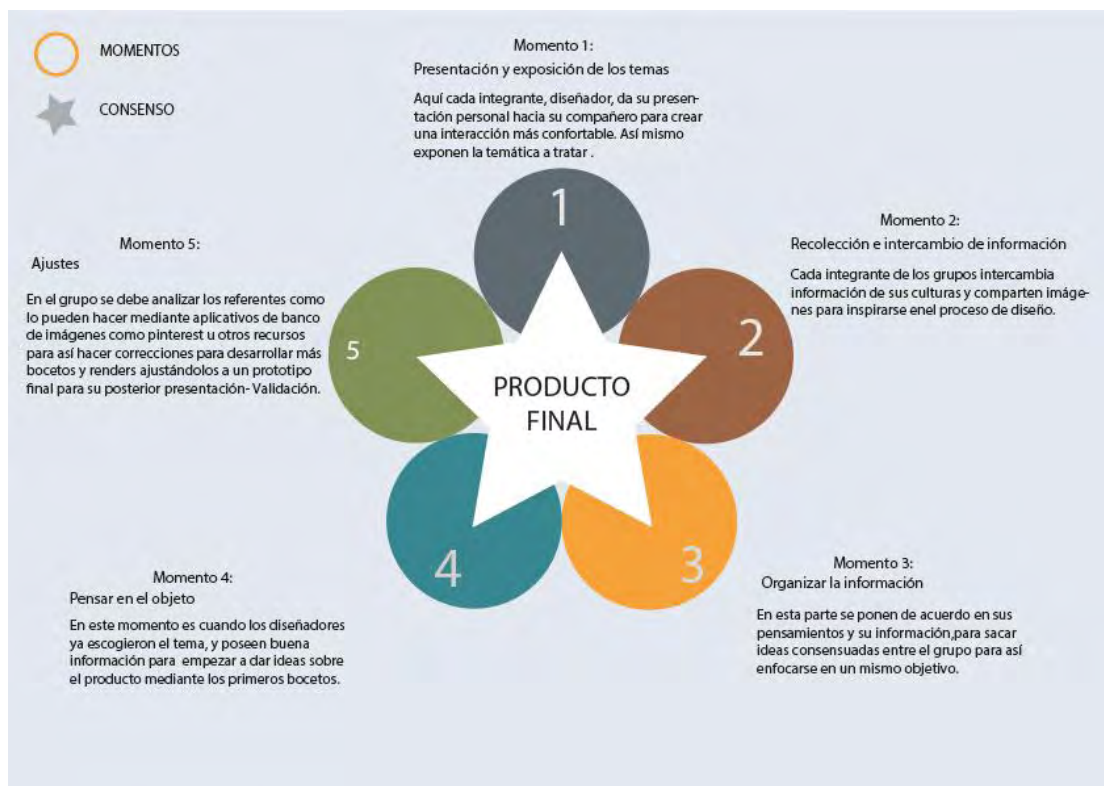 MOMENTOS
CONSENSO
Momento 1:
Presentación y exposición de los temas
Aquí cada integrante, diseñador, da su presen-
tación personal hacia su compañero para crear
una interacción más confortable. Así mismo
exponen la temática a tratar .
1
Momento 2:
Recolección e intercambio de información
Cada integrante de los grupos intercambia
información de sus culturas y comparten imáge-
nes para inspirarse enel proceso de diseño.
2
Momento 5:
Ajustes
En el grupo se debe analizar los referentes como
lo pueden hacer mediante aplicativos de banco
de imágenes como pinterest u otros recursos
para así hacer correcciones para desarrollar más
bocetos y renders ajustándolos a un prototipo
final para su posterior presentación- Validación.
5
PRODUCTO
FINAL
4
3
Momento 4:
Pensar en el objeto
En este momento es cuando los diseñadores
ya escogieron el tema, y poseen buena
información para  empezar a dar ideas sobre
el producto mediante los primeros bocetos.
Momento 3:
Organizar la información
En esta parte se ponen de acuerdo en sus
pensamientos y su información,para sacar
ideas consensuadas entre el grupo para así
enfocarse en un mismo objetivo.